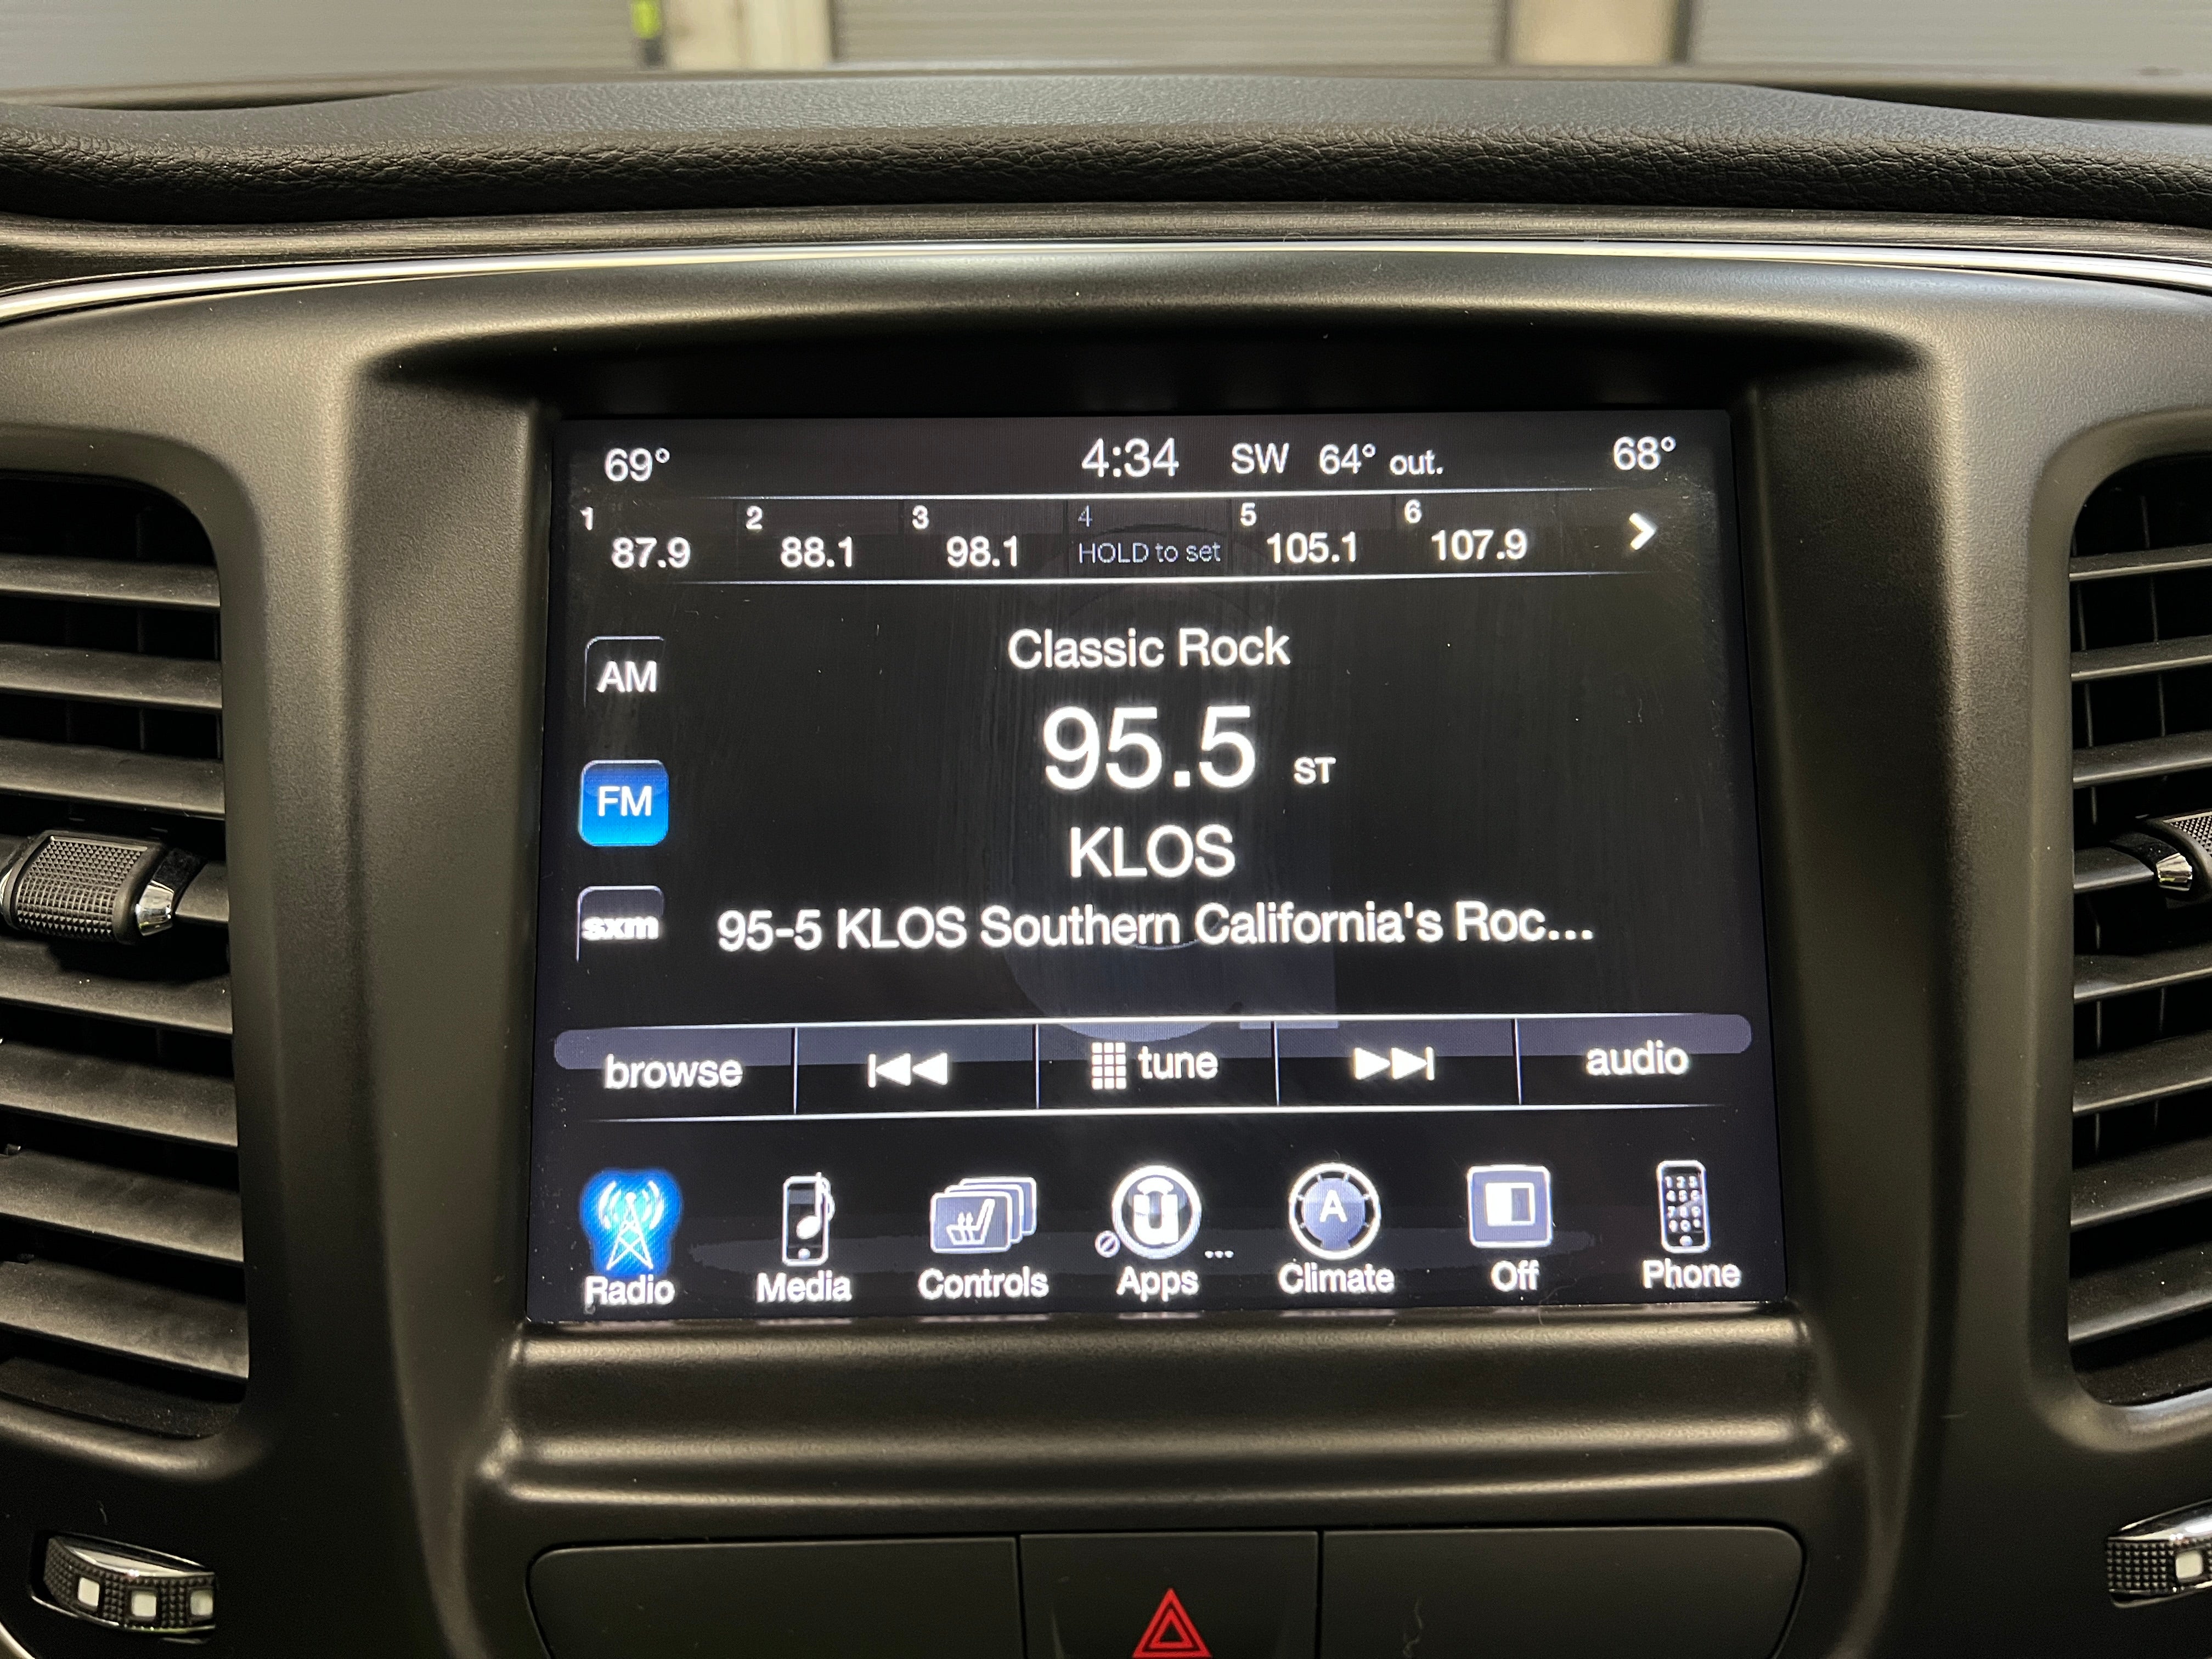 69° 4:34 SW 64° out. 68°
1 2 3 4 5 6
87.9 88.1 98.1 HOLD to set 105.1 107.9
Classic Rock
AM
95.5 ST
FM
KLOS
sxm
95-5 KLOS Southern California's Roc...
browse tune audio
A
Radio Media Controls Apps ... Climate Off Phone